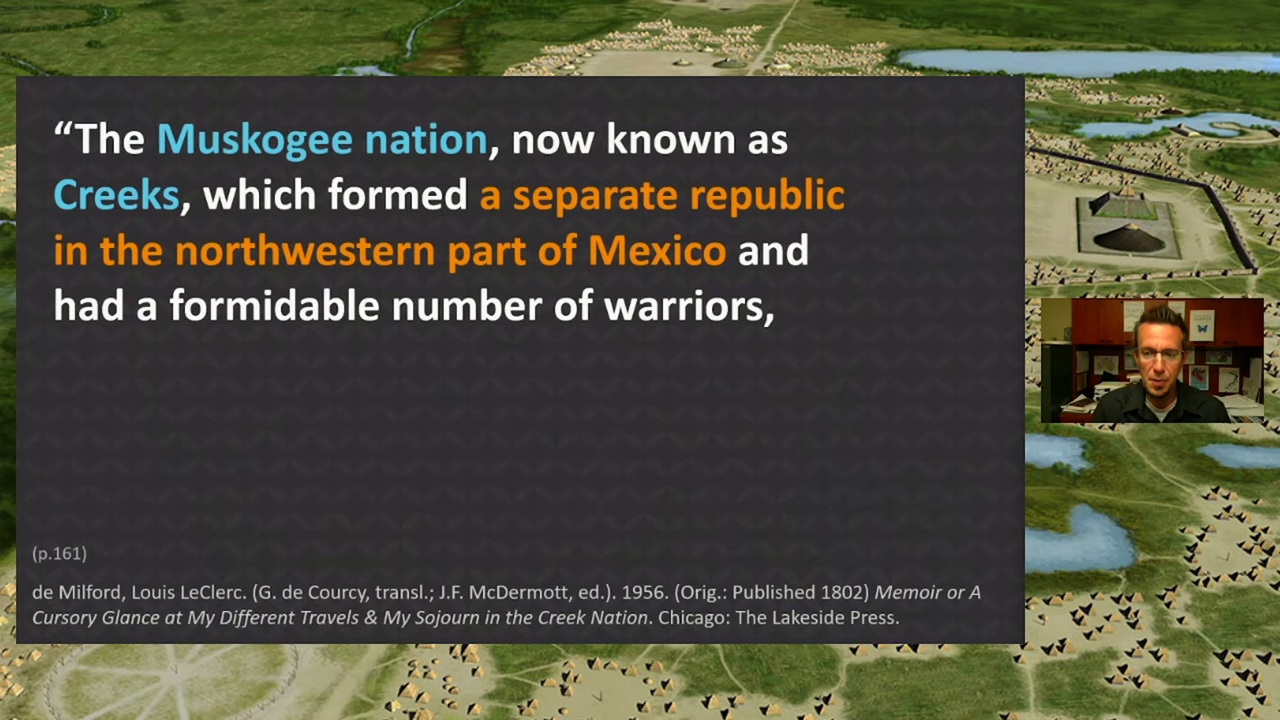 “The Muskogee nation, now known as
Creeks, which formed a separate republic
in the northwestern part of Mexico and
had a formidable number of warriors,
(p.161)
de Milford, Louis LeClerc. (G. de Courcy, transl.; J.F. McDermott, ed.). 1956. (Orig.: Published 1802) Memoir or A
Cursory Glance at My Different Travels & My Sojourn in the Creek Nation. Chicago: The Lakeside Press.